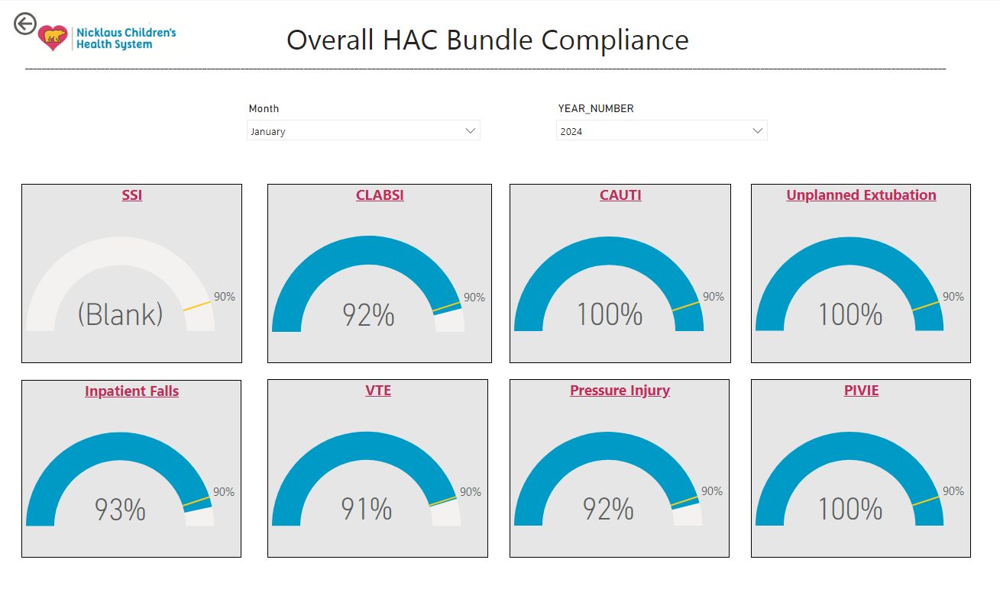 Nicklaus Children's
Health System
Overall HAC Bundle Compliance
Month
YEAR_NUMBER
January
2024
SSI
CLABSI
CAUTI
Unplanned Extubation
90%
90%
90%
90%
(Blank)
92%
100%
100%
Inpatient Falls
VTE
Pressure Injury
PIVIE
90%
90%
90%
90%
93%
91%
92%
100%